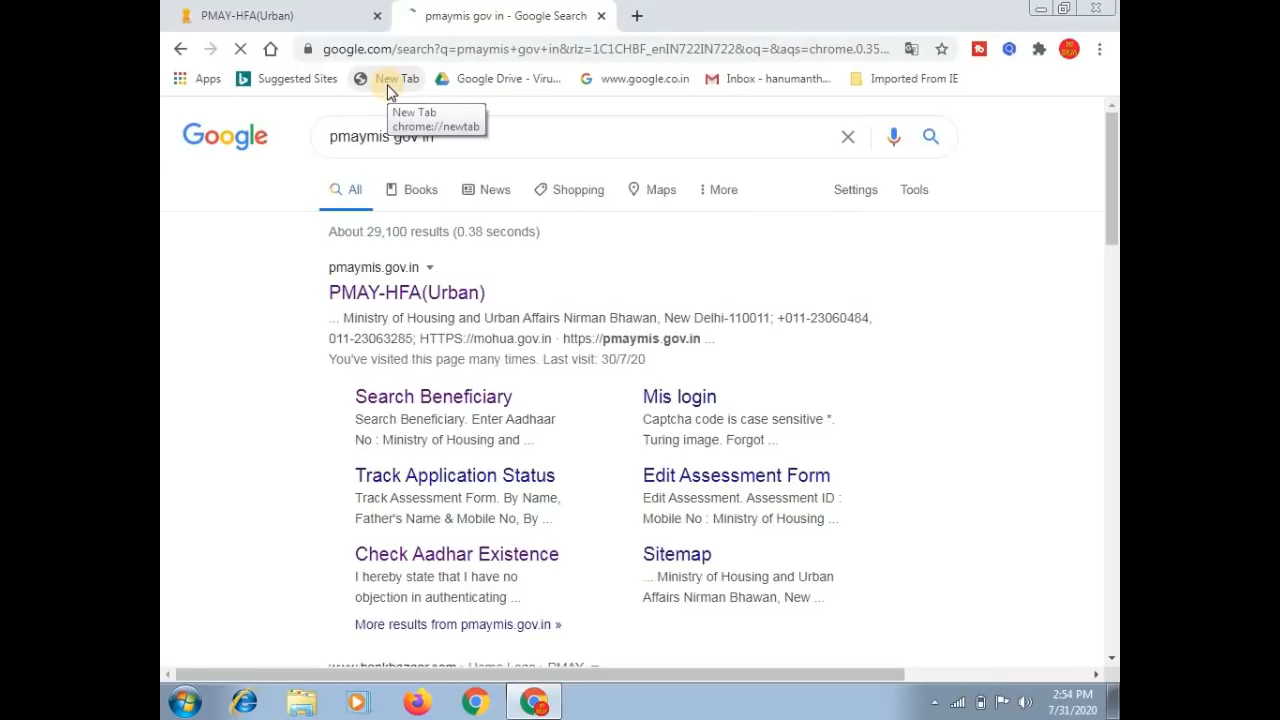 PMAY-HFA(Urban)
pmaymis gov in - Google Search
google.com/search?q=pmaymis+gov+in&rlz=1C1CHBF_enIN722IN722&oq=&aqs=chrome.0.35...
Apps
Suggested Sites
New Tab
Google Drive - Viru...
www.google.co.in
Inbox - hanumanth...
Imported From IE
New Tab
chrome://newtab
Google
pmaymis gov in
All
Books
News
Shopping
Maps
More
Settings
Tools
About 29,100 results (0.38 seconds)
pmaymis.gov.in
PMAY-HFA(Urban)
... Ministry of Housing and Urban Affairs Nirman Bhawan, New Delhi-110011; +011-23060484,
011-23063285; HTTPS://mohua.gov.in · https://pmaymis.gov.in ...
You've visited this page many times. Last visit: 30/7/20
Search Beneficiary
Search Beneficiary. Enter Aadhaar
No : Ministry of Housing and ...
Mis login
Captcha code is case sensitive *.
Turing image. Forgot ...
Track Application Status
Track Assessment Form. By Name,
Father's Name & Mobile No, By ...
Edit Assessment Form
Edit Assessment. Assessment ID :
Mobile No : Ministry of Housing ...
Check Aadhar Existence
I hereby state that I have no
objection in authenticating ...
Sitemap
... Ministry of Housing and Urban
Affairs Nirman Bhawan, New ...
More results from pmaymis.gov.in »
www.bankbazaar.com › Home Loan › PMAY
2:54 PM
7/31/2020